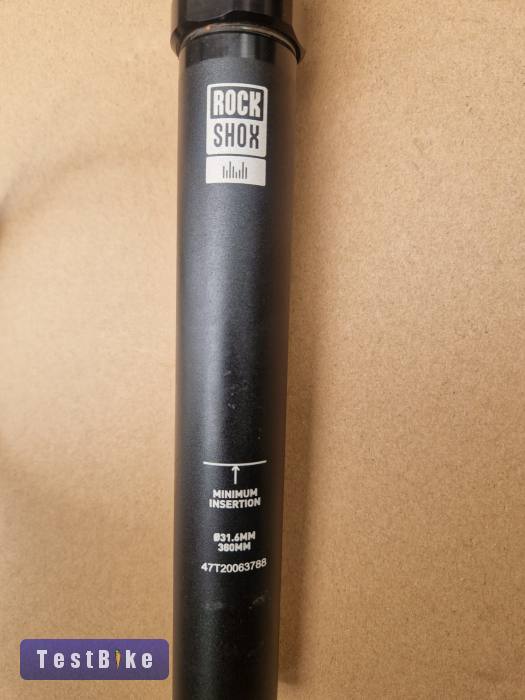 ROCK
SHOX
MINIMUM
INSERTION
Ø31.6MM
380MM
47T20063788
TestBike